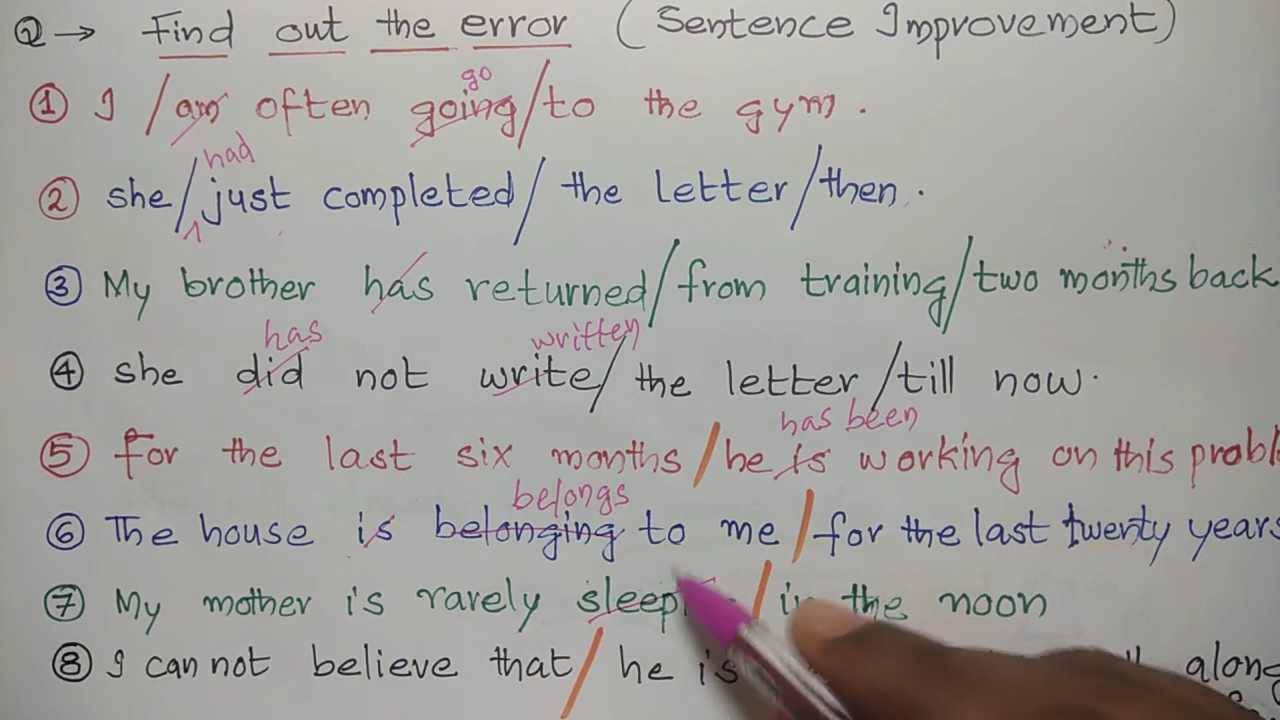 Q → Find out the error (Sentence Improvement)
go
① I /am often going/to the gym.
had
② she/just completed/ the letter/then.
③ My brother has returned/from training/two months back
has written
④ she did not write/ the letter/till now.
has been
⑤ For the last six months/he is working on this
belongs
⑥ The house is belonging to me/for the last twenty years
⑦ My mother is rarely the noon
⑧ I can not believe that/ he is